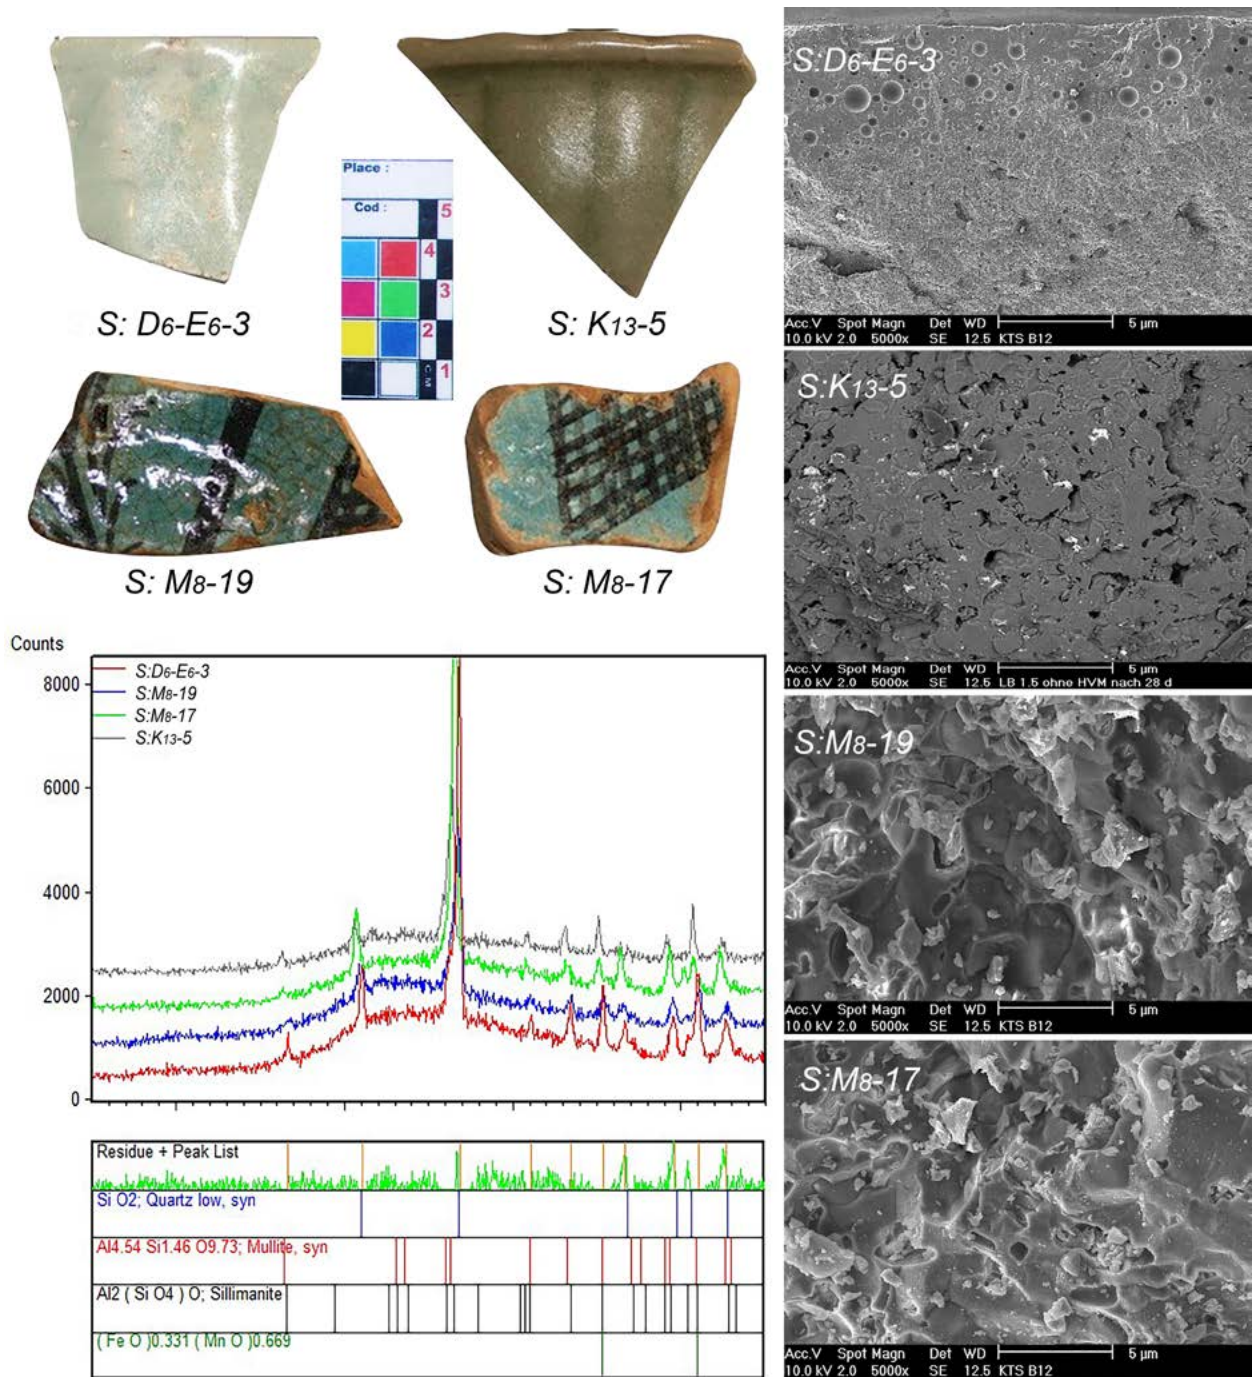 S: D6-E6-3
S: K13-5
Place :
Cod :
5
4
3
2
1
C.M
S: M8-19
S: M8-17
Counts
8000
6000
4000
2000
0
S:D6-E6-3
S:M8-19
S:M8-17
S:K13-5
Residue + Peak List
Si O2; Quartz low, syn
Al4.54 Si1.46 O9.73; Mullite, syn
Al2 ( Si O4 ) O; Sillimanite
( Fe O )0.331 ( Mn O )0.669
S:D6-E6-3
Acc.V Spot Magn Det WD 5 µm
10.0 kV 2.0 5000x SE 12.5 KTS B12
S:K13-5
Acc.V Spot Magn Det WD 5 µm
10.0 kV 2.0 5000x SE 12.5 LB 1.5 ohne HVM nach 28 d
S:M8-19
Acc.V Spot Magn Det WD 5 µm
10.0 kV 2.0 5000x SE 12.5 KTS B12
S:M8-17
Acc.V Spot Magn Det WD 5 µm
10.0 kV 2.0 5000x SE 12.5 KTS B12